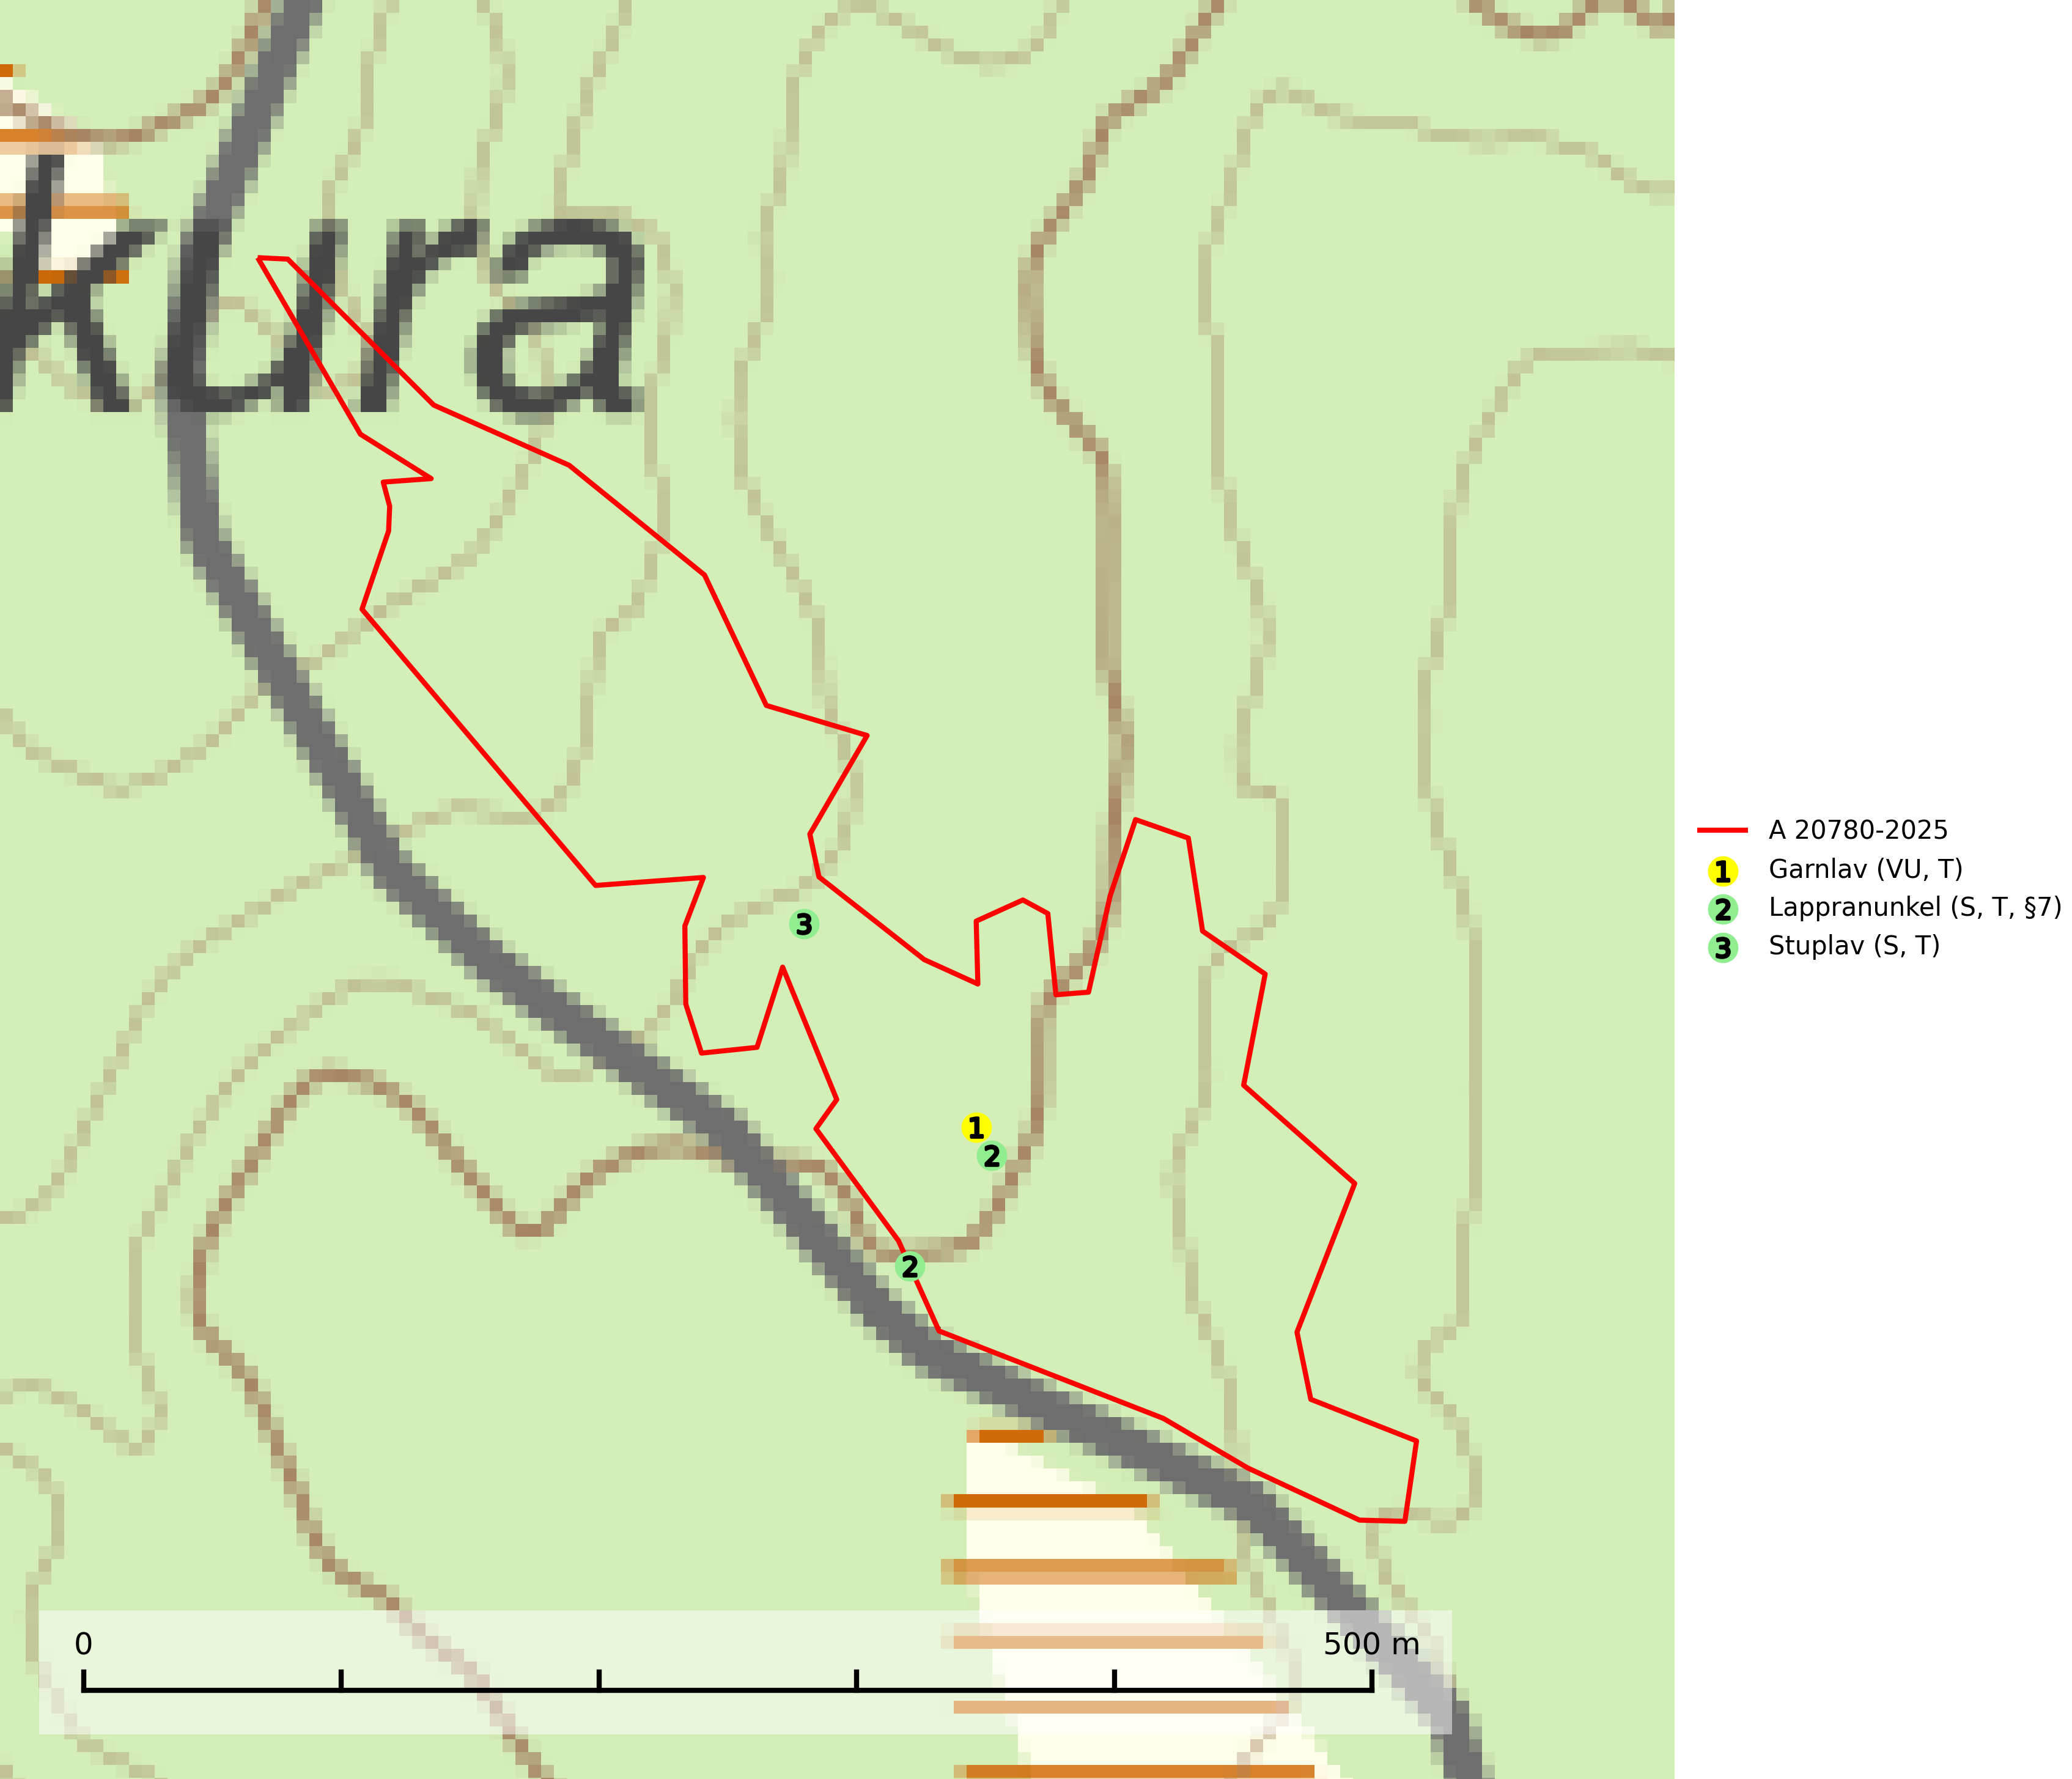 kura
A 20780-2025
1 Garnlav (VU, T)
2 Lappranunkel (S, T, §7)
3 Stuplav (S, T)
3
1
2
2
0 500 m